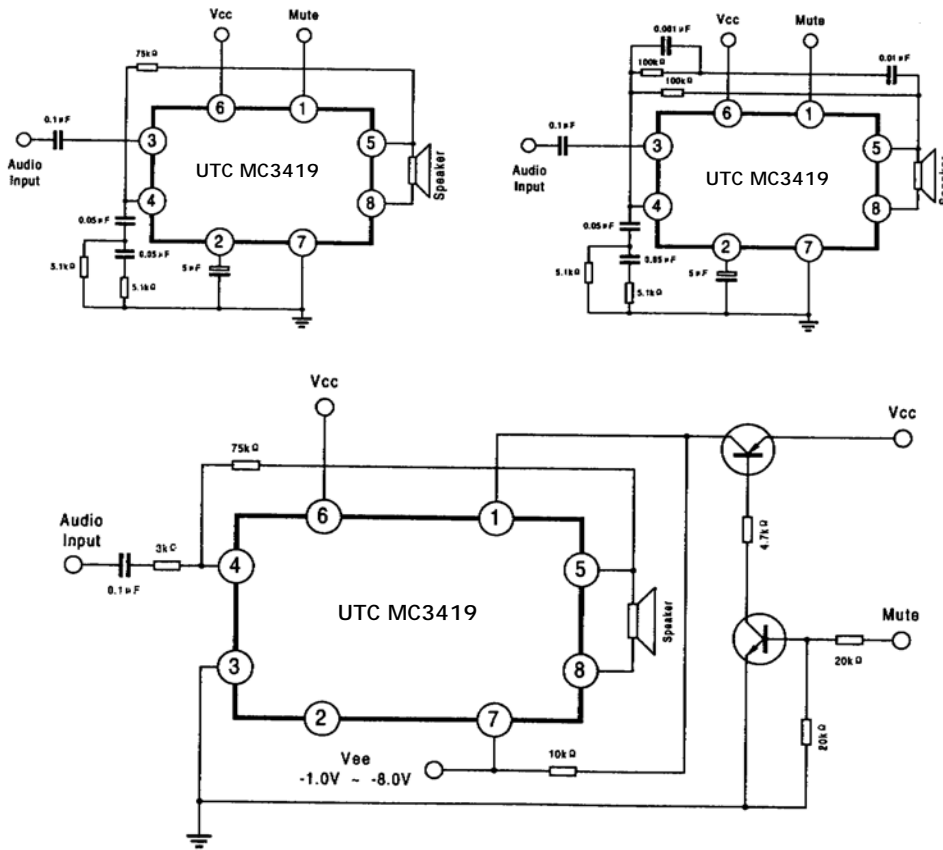 Vcc
Mute
75kΩ
0.1µF
6
1
3
5
Audio
Input
UTC MC3419
Speaker
4
8
0.05µF
2
7
0.05µF
5.1kΩ
5µF
5.1kΩ
Vcc
Mute
0.001µF
100kΩ
0.01µF
100kΩ
0.1µF
6
1
3
5
Audio
Input
UTC MC3419
Speaker
4
8
0.05µF
2
7
0.05µF
5.1kΩ
5µF
5.1kΩ
Vcc
Vcc
75kΩ
6
1
Audio
Input
3kΩ
4.7kΩ
4
5
0.1µF
UTC MC3419
Speaker
Mute
3
8
20kΩ
2
7
20kΩ
Vee
10kΩ
-1.0V ~ -8.0V